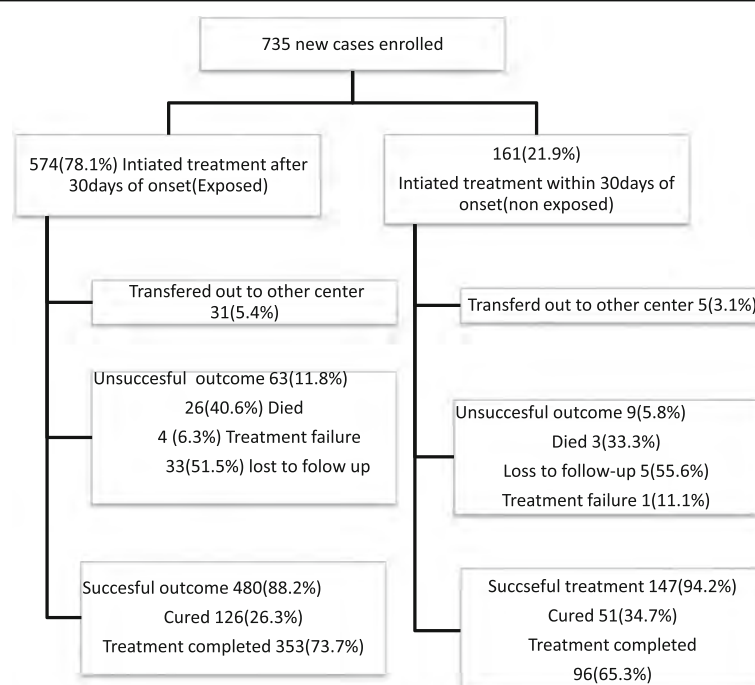 735 new cases enrolled
574(78.1%) Intiated treatment after
30days of onset(Exposed)
161(21.9%)
Intiated treatment within 30days of
onset(non exposed)
Transfered out to other center
31(5.4%)
Transferd out to other center 5(3.1%)
Unsuccesful outcome 63(11.8%)
26(40.6%) Died
4 (6.3%) Treatment failure
33(51.5%) lost to folow up
Unsuccesful outcome 9(5.8%)
Died 3(33.3%)
Loss to follow-up 5(55.6%)
Treatment failure 1(11.1%)
Succesful outcome 480(88.2%)
Cured 126(26.3%)
Treatment completed 353(73.7%)
Succseful treatment 147(94.2%)
Cured 51(34.7%)
Treatment completed
96(65.3%)